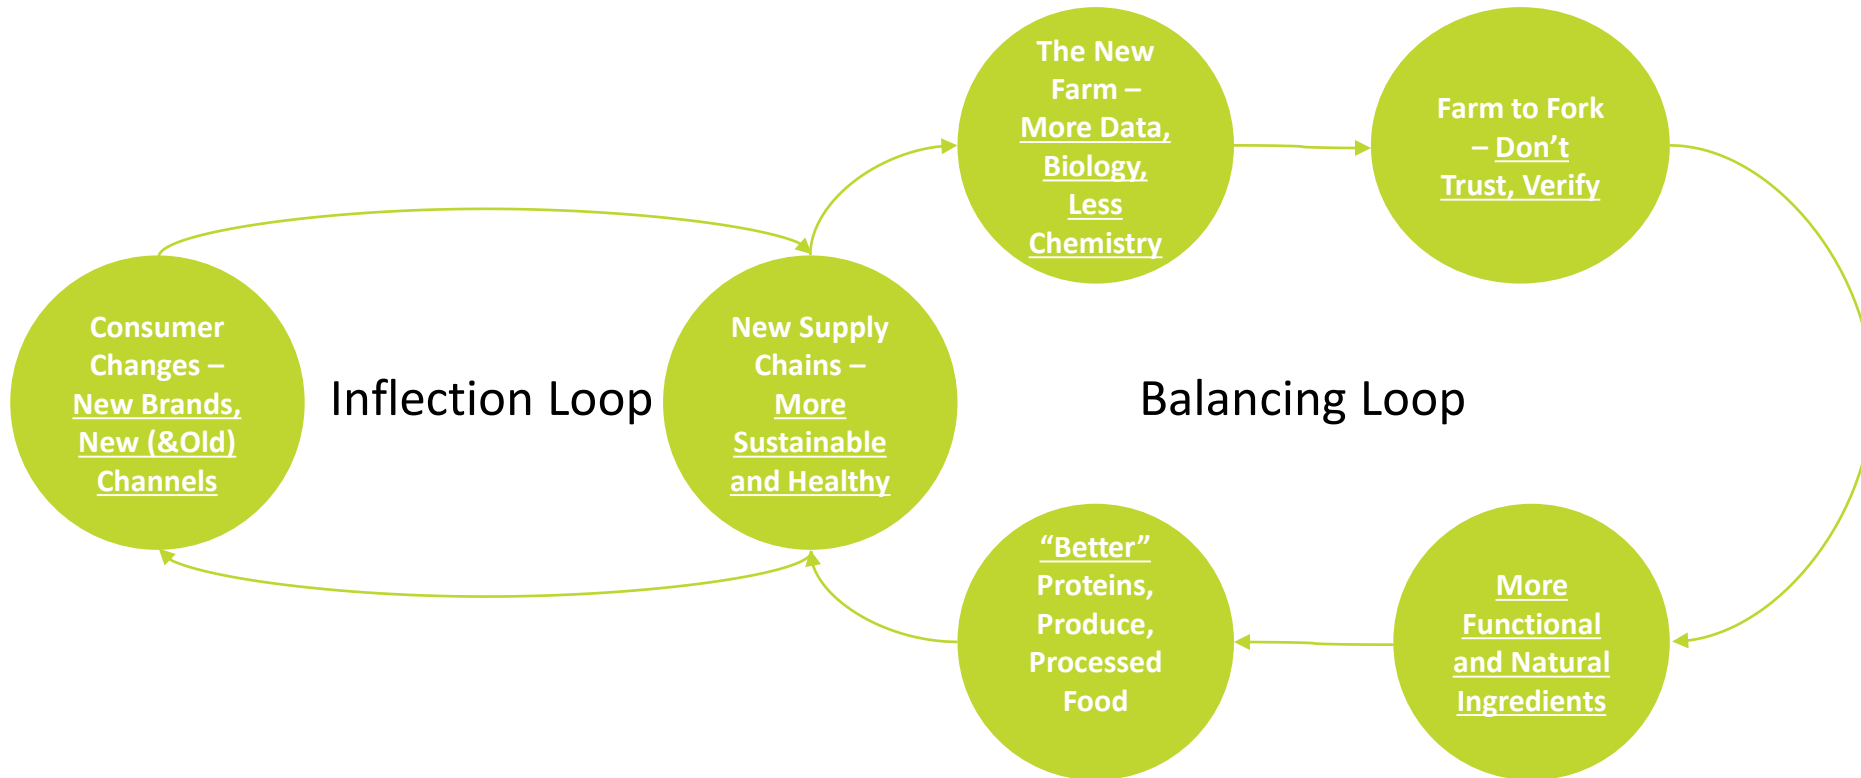 Consumer
Changes –
New Brands,
New (&Old)
Channels
Inflection Loop
New Supply
Chains –
More
Sustainable
and Healthy
The New
Farm –
More Data,
Biology,
Less
Chemistry
Farm to Fork
– Don’t
Trust, Verify
Balancing Loop
More
Functional
and Natural
Ingredients
“Better”
Proteins,
Produce,
Processed
Food